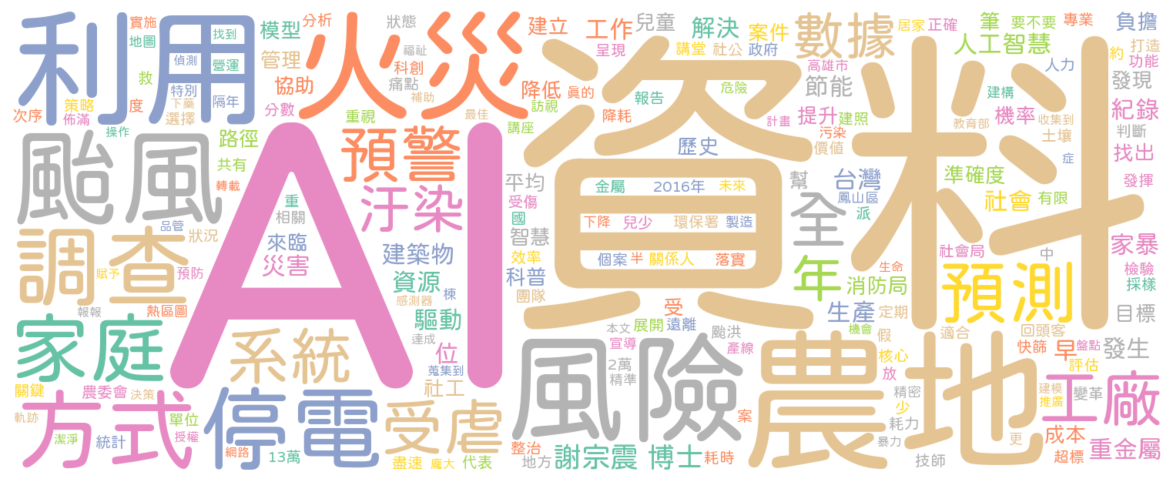 利用
火災
資料
AI
農地
風險
颱風
調查
家庭
方式
停電
系統
受虐
預警
汙染
預測
工廠
數據
全
年
驅動
資源
建築物
協助
模型
管理
實施
地圖
分析
狀態
找到
偵測
營運
救
特別
隔年
次序
策略
佈滿
度
下藥
選擇
分數
操作
路徑
共有
轉載
重
相關
品管
狀況
來臨
災害
賦予
預防
報報
熱區圖
福祉
科創
痛點
補助
重視
建立
工作
呈現
兒童
解決
案件
講堂
社公
政府
降低
眞的
訪視
報告
危險
降耗
最佳
講座
計畫
歷史
高雄市
節能
提升
建照
污染
價值
居家
正確
筆
要不要
專業
負擔
人工智慧
約
打造
功能
人力
發現
建構
機率
收集到
教育部
土壤
紀錄
判斷
找出
症
發揮
準確度
社會
有限
幫
台灣
鳳山區
派
平均
受傷
國
智慧
效率
科普
團隊
金屬
2016年
未來
下降
兒少
環保署
製造
個案
半
關係人
落實
社會局
中
家暴
檢驗
採樣
消防局
生命
生產
定期
機會
假
適合
目標
回頭客
快篩
早
盤點
發生
評估
核心
放
受
颱洪
本文
展開
遠離
宣導
產線
2萬
精準
感測器
棟
達成
位
蒐集到
社工
關鍵
農委會
決策
軌跡
單位
潔淨
統計
授權
網路
13萬
盡速
龐大
代表
整治
地方
謝宗震
博士
耗時
案
精密
少
耗力
暴力
技師
更
建模
推廣
變革
成本
超標
重金屬